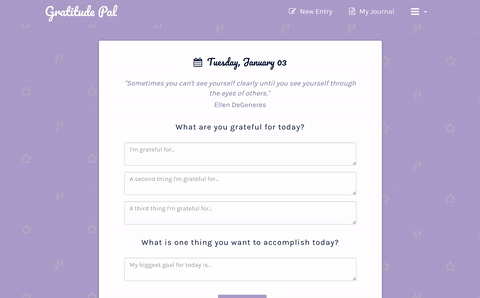 Gratitude Pal
New Entry
My Journal
Tuesday, January 03
"Sometimes you can't see yourself clearly until you see yourself through
the eyes of others."
Ellen DeGeneres
What are you grateful for today?
I'm grateful for...
A second thing I'm grateful for...
A third thing I'm grateful for...
What is one thing you want to accomplish today?
My biggest goal for today is...